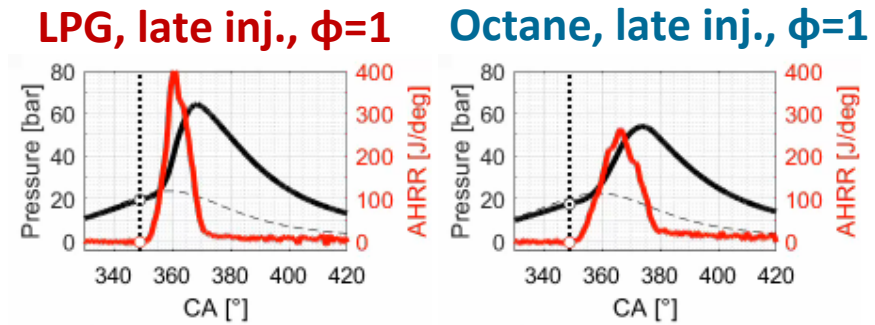 LPG, late inj., ϕ=1
Octane, late inj., ϕ=1
80
60
40
20
0
Pressure [bar]
400
300
200
100
0
AHRR [J/deg]
340 360 380 400 420
CA [°]
80
60
40
20
0
Pressure [bar]
400
300
200
100
0
AHRR [J/deg]
340 360 380 400 420
CA [°]